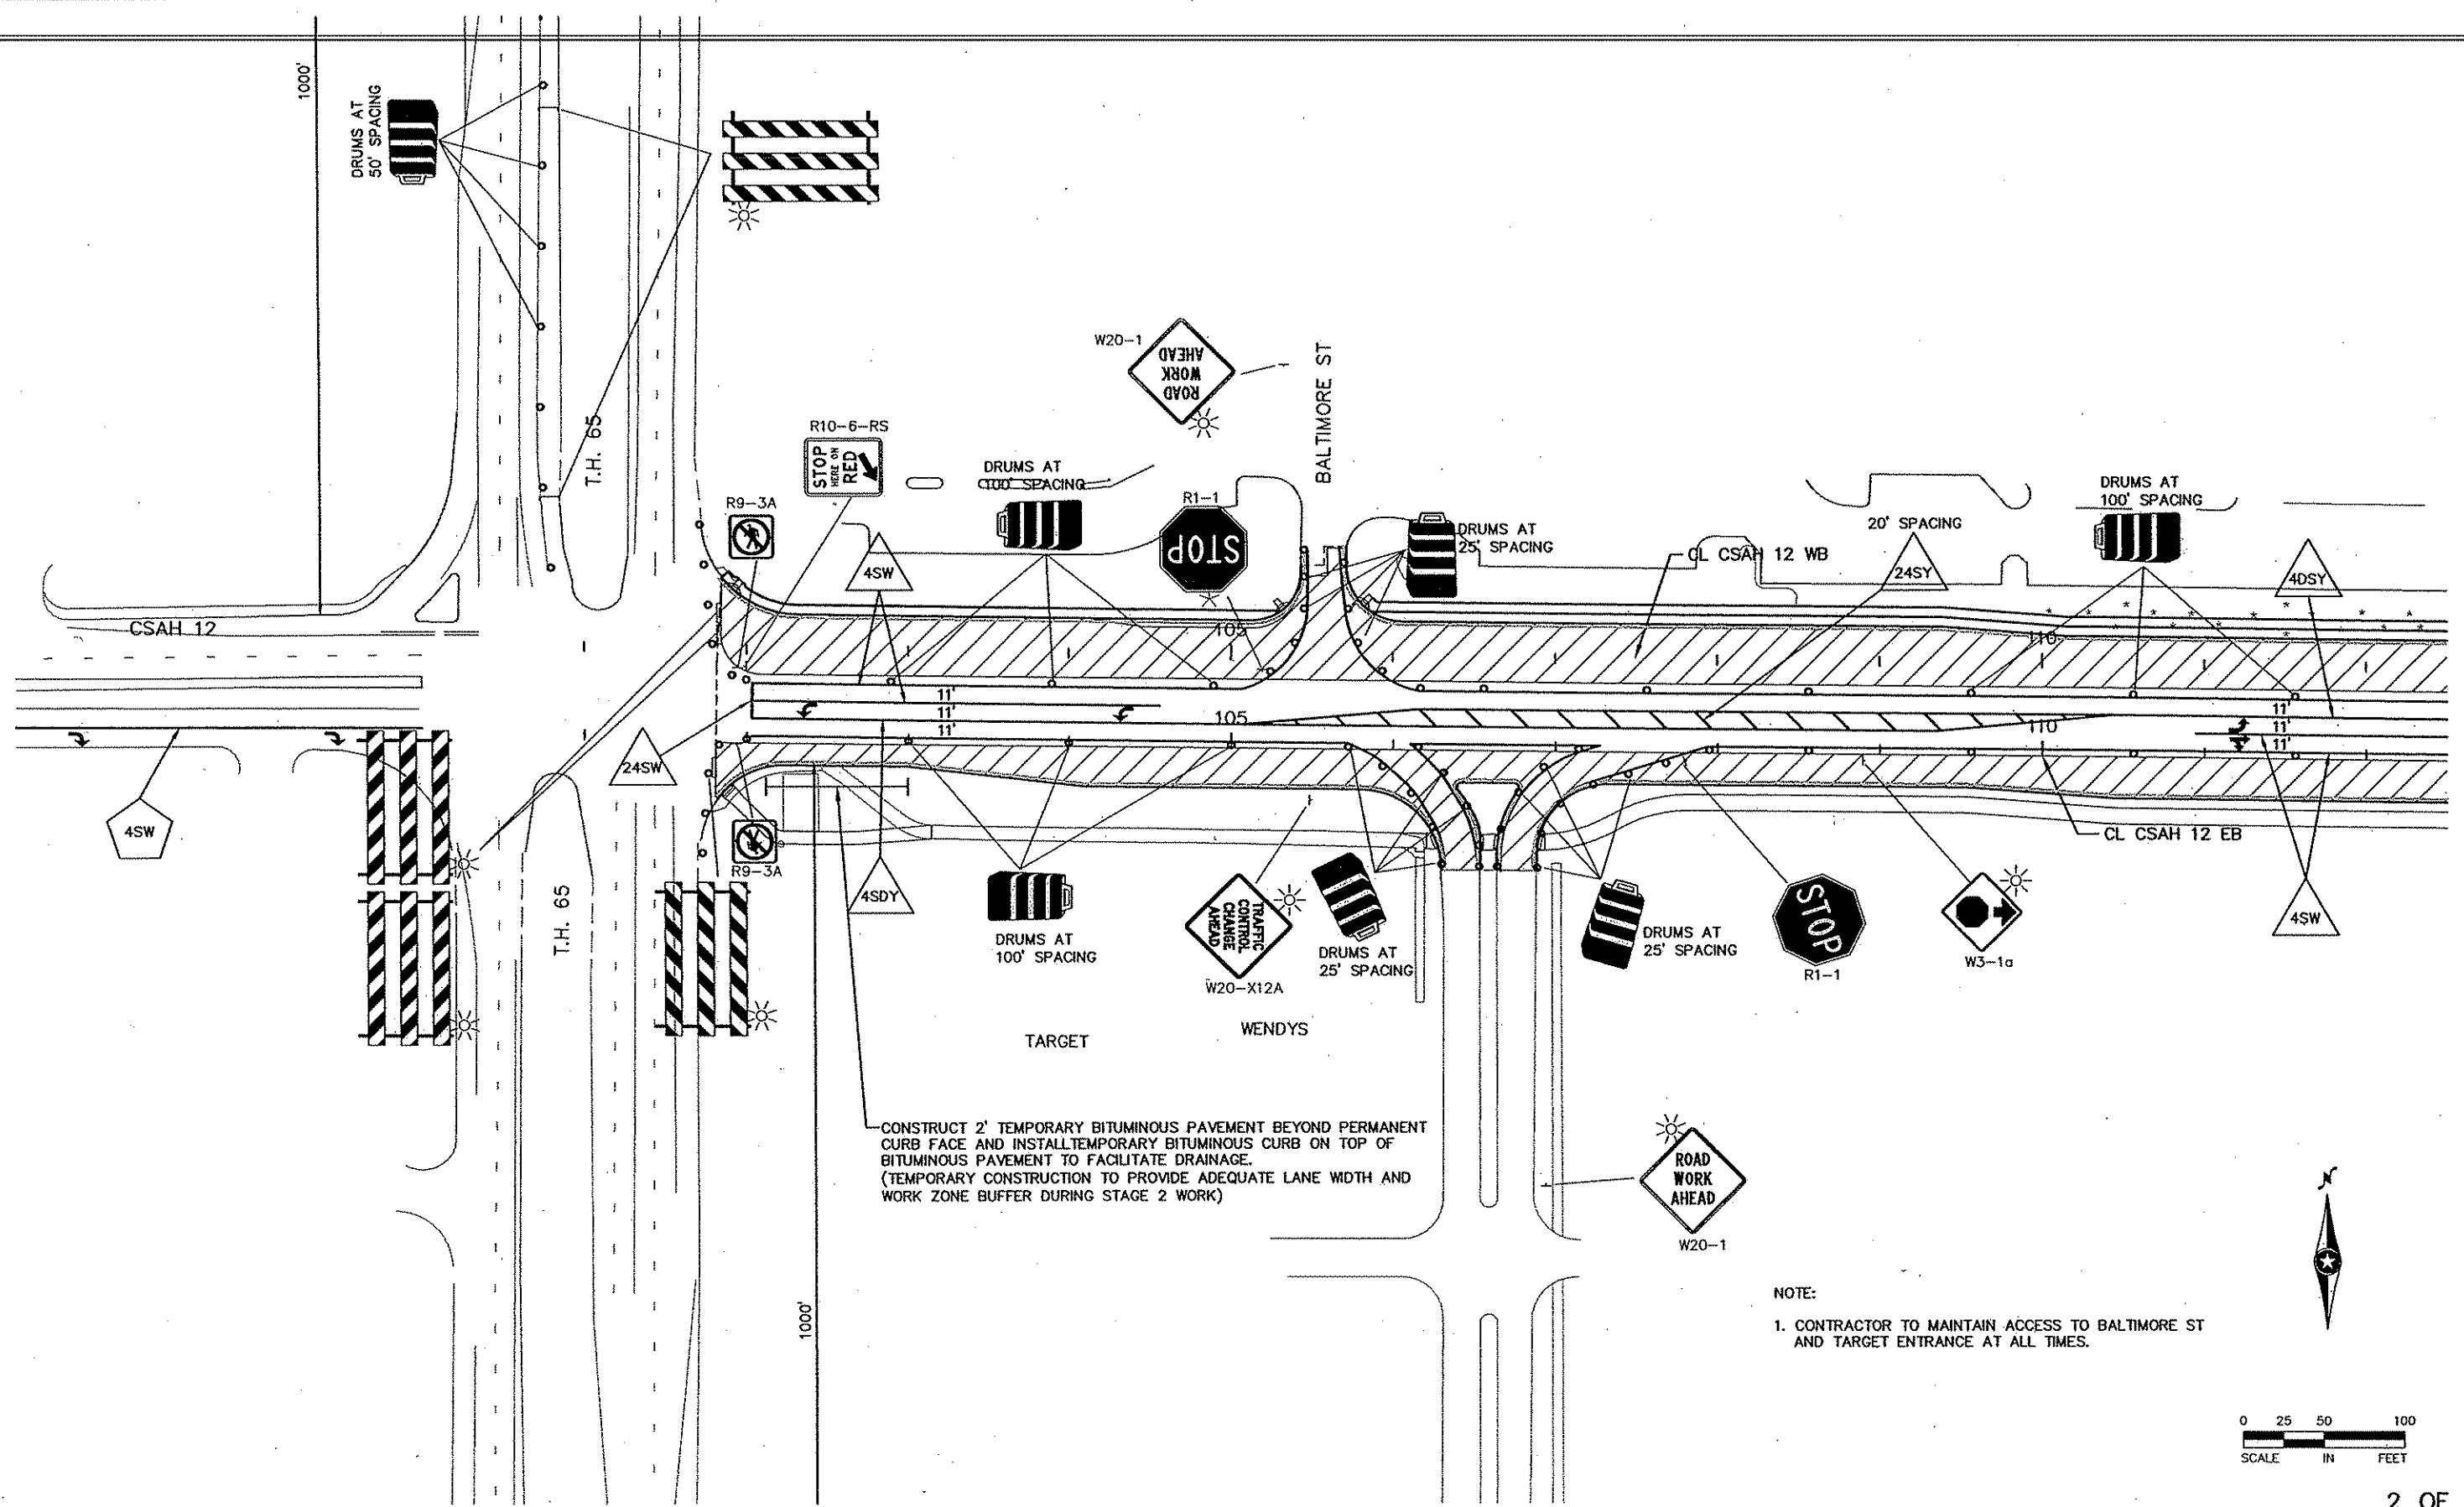 1000'
DRUMS AT
50' SPACING
T.H. 65
W20-1
ROAD
WORK
AHEAD
BALTIMORE ST
R10-6-RS
STOP
HERE ON
RED
R9-3A
DRUMS AT
100' SPACING
4SW
R1-1
STOP
DRUMS AT
25' SPACING
CL CSAH 12 WB
20' SPACING
24SY
DRUMS AT
100' SPACING
4DSY
CSAH 12
105
110
11'
11'
11'
105
110
11'
11'
11'
24SW
4SW
R9-3A
4SDY
DRUMS AT
100' SPACING
TRAFFIC
CONTROL
CHANGE
AHEAD
W20-X12A
DRUMS AT
25' SPACING
DRUMS AT
25' SPACING
STOP
R1-1
W3-1a
CL CSAH 12 EB
4SW
T.H. 65
TARGET
WENDYS
CONSTRUCT 2' TEMPORARY BITUMINOUS PAVEMENT BEYOND PERMANENT
CURB FACE AND INSTALLTEMPORARY BITUMINOUS CURB ON TOP OF
BITUMINOUS PAVEMENT TO FACILITATE DRAINAGE.
(TEMPORARY CONSTRUCTION TO PROVIDE ADEQUATE LANE WIDTH AND
WORK ZONE BUFFER DURING STAGE 2 WORK)
ROAD
WORK
AHEAD
W20-1
1000'
N
NOTE:
1. CONTRACTOR TO MAINTAIN ACCESS TO BALTIMORE ST
AND TARGET ENTRANCE AT ALL TIMES.
0 25 50 100
SCALE IN FEET
2 OF